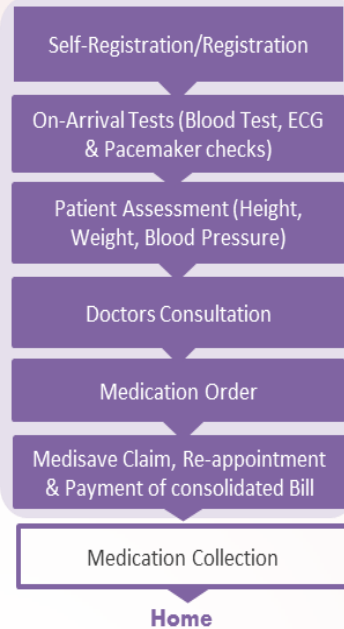 Self-Registration/Registration
On-Arrival Tests (Blood Test, ECG
& Pacemaker checks)
Patient Assessment (Height,
Weight, Blood Pressure)
Doctors Consultation
Medication Order
Medisave Claim, Re-appointment
& Payment of consolidated Bill
Medication Collection
Home